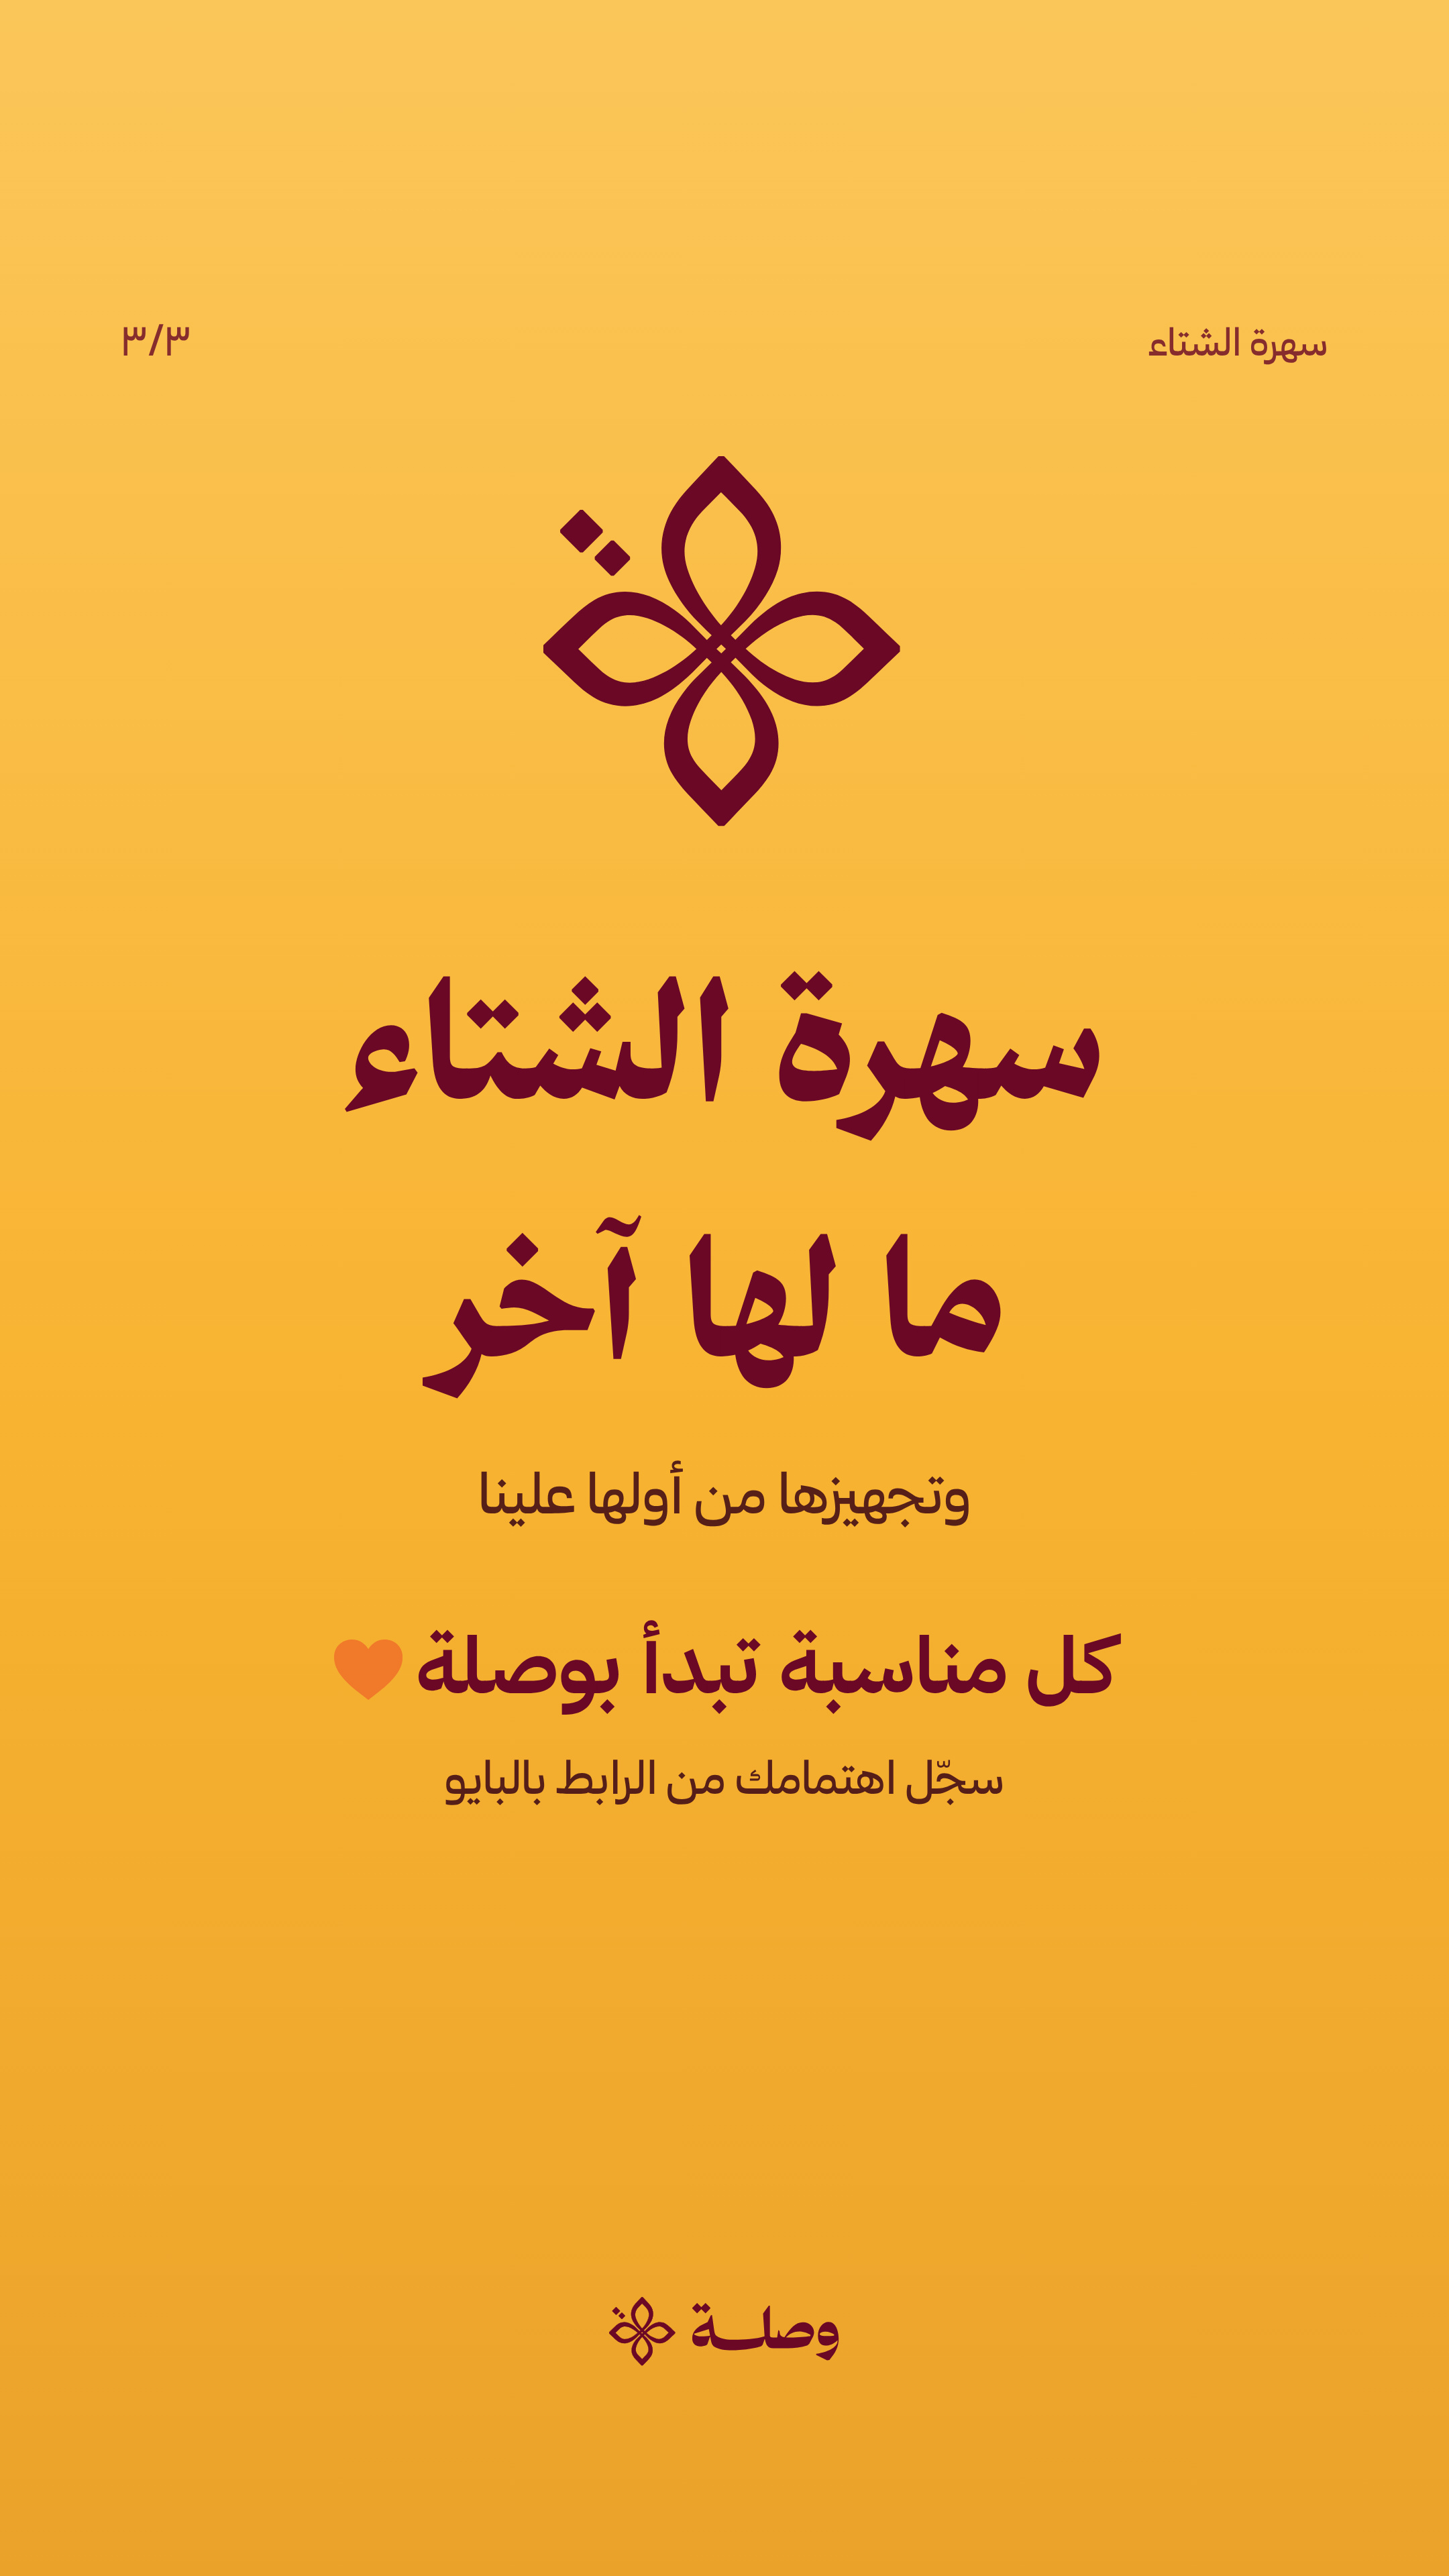 سهرة الشتاء
٣/٣
سهرة الشتاء
ما لها آخر
وتجهيزها من أولها علينا
كل مناسبة تبدأ بوصلة🧡
سجّل اهتمامك من الرابط بالبايو
وصلــة